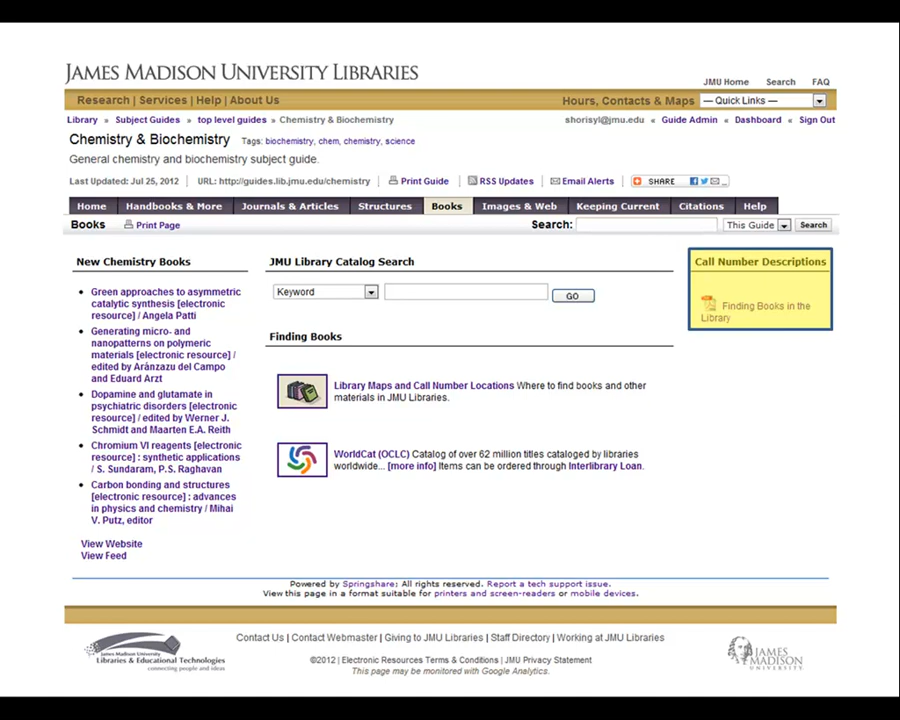 JAMES MADISON UNIVERSITY LIBRARIES
JMU Home Search FAQ
Research | Services | Help | About Us
Hours, Contacts & Maps — Quick Links —
Library » Subject Guides » top level guides » Chemistry & Biochemistry
shorisyl@jmu.edu « Guide Admin « Dashboard « Sign Out
Chemistry & Biochemistry Tags: biochemistry, chem, chemistry, science
General chemistry and biochemistry subject guide.
Last Updated: Jul 25, 2012 | URL: http://guides.lib.jmu.edu/chemistry | Print Guide | RSS Updates | Email Alerts | SHARE
Home Handbooks & More Journals & Articles Structures Books Images & Web Keeping Current Citations Help
Books Print Page
Search: This Guide Search
New Chemistry Books
Green approaches to asymmetric
catalytic synthesis [electronic
resource] / Angela Patti
Generating micro- and
nanopatterns on polymeric
materials [electronic resource] /
edited by Aránzazu del Campo
and Eduard Arzt
Dopamine and glutamate in
psychiatric disorders [electronic
resource] / edited by Werner J.
Schmidt and Maarten E.A. Reith
Chromium VI reagents [electronic
resource] : synthetic applications
/ S. Sundaram, P.S. Raghavan
Carbon bonding and structures
[electronic resource] : advances
in physics and chemistry / Mihai
V. Putz, editor
View Website
View Feed
JMU Library Catalog Search
Keyword GO
Finding Books
Library Maps and Call Number Locations Where to find books and other
materials in JMU Libraries.
WorldCat (OCLC) Catalog of over 62 million titles cataloged by libraries
worldwide... [more info] Items can be ordered through Interlibrary Loan.
Call Number Descriptions
Finding Books in the
Library
Powered by Springshare; All rights reserved. Report a tech support issue.
View this page in a format suitable for printers and screen-readers or mobile devices.
Contact Us | Contact Webmaster | Giving to JMU Libraries | Staff Directory | Working at JMU Libraries
©2012 | Electronic Resources Terms & Conditions | JMU Privacy Statement
This page may be monitored with Google Analytics.
James Madison University
Libraries & Educational Technologies
connecting people and ideas
JAMES
MADISON
UNIVERSITY